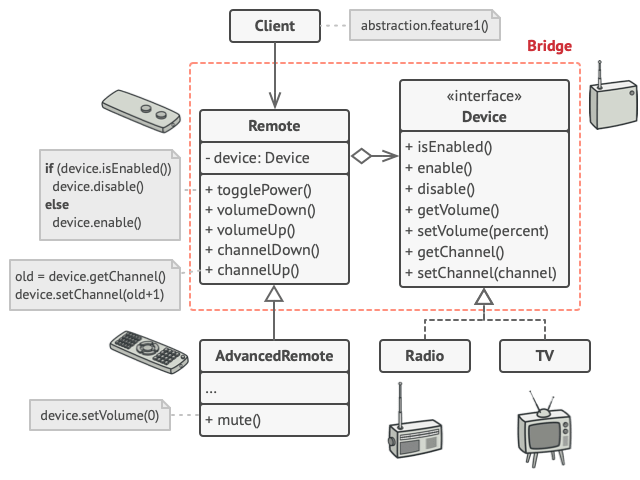 Client
abstraction.feature1()
Bridge
Remote
- device: Device
+ togglePower()
+ volumeDown()
+ volumeUp()
+ channelDown()
+ channelUp()
«interface»
Device
+ isEnabled()
+ enable()
+ disable()
+ getVolume()
+ setVolume(percent)
+ getChannel()
+ setChannel(channel)
if (device.isEnabled())
device.disable()
else
device.enable()
old = device.getChannel()
device.setChannel(old+1)
AdvancedRemote
...
+ mute()
device.setVolume(0)
Radio
TV